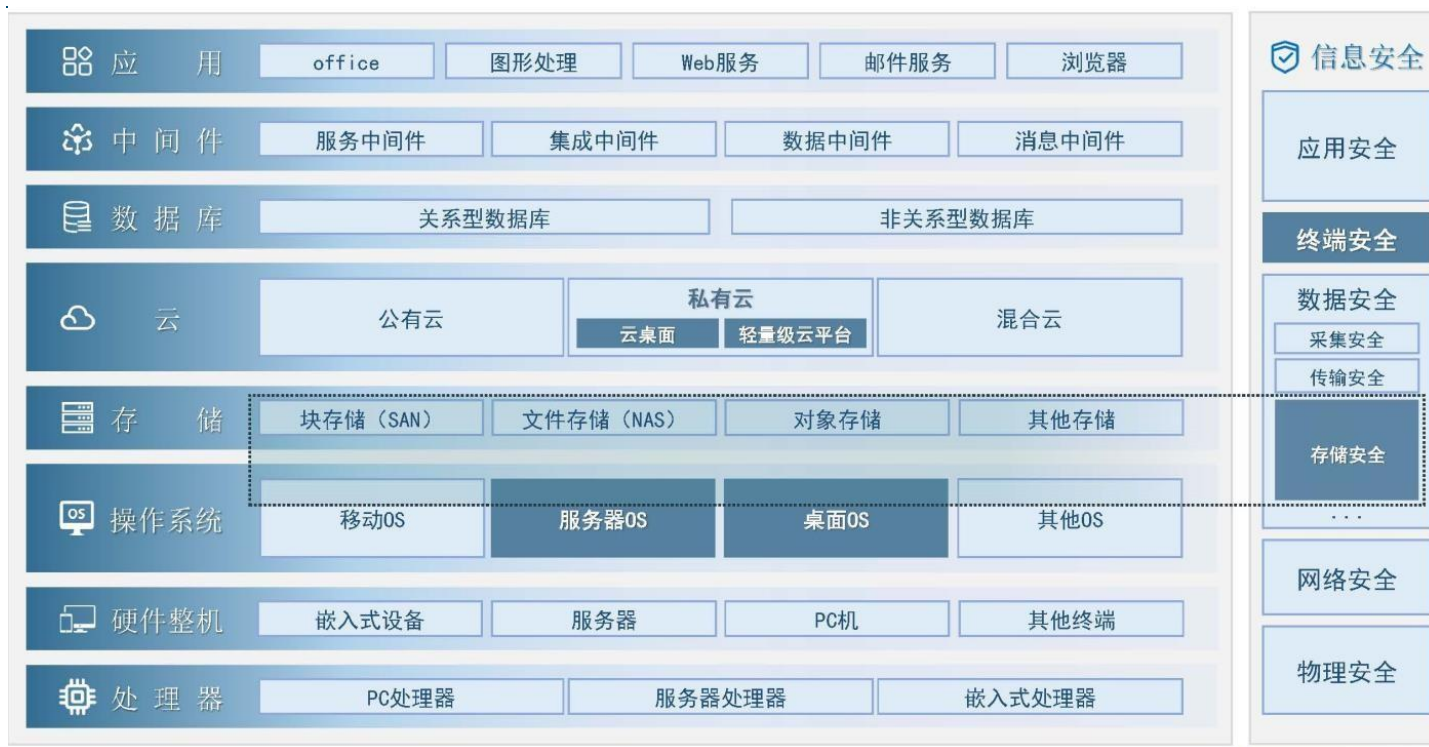 应 用
office
图形处理
Web服务
邮件服务
浏览器
中间件
服务中间件
集成中间件
数据中间件
消息中间件
数据库
关系型数据库
非关系型数据库
云
公有云
私有云
云桌面
轻量级云平台
混合云
存 储
块存储（SAN）
文件存储（NAS）
对象存储
其他存储
OS
操作系统
移动OS
服务器OS
桌面OS
其他OS
硬件整机
嵌入式设备
服务器
PC机
其他终端
处理器
PC处理器
服务器处理器
嵌入式处理器
信息安全
应用安全
终端安全
数据安全
采集安全
传输安全
存储安全
...
网络安全
物理安全